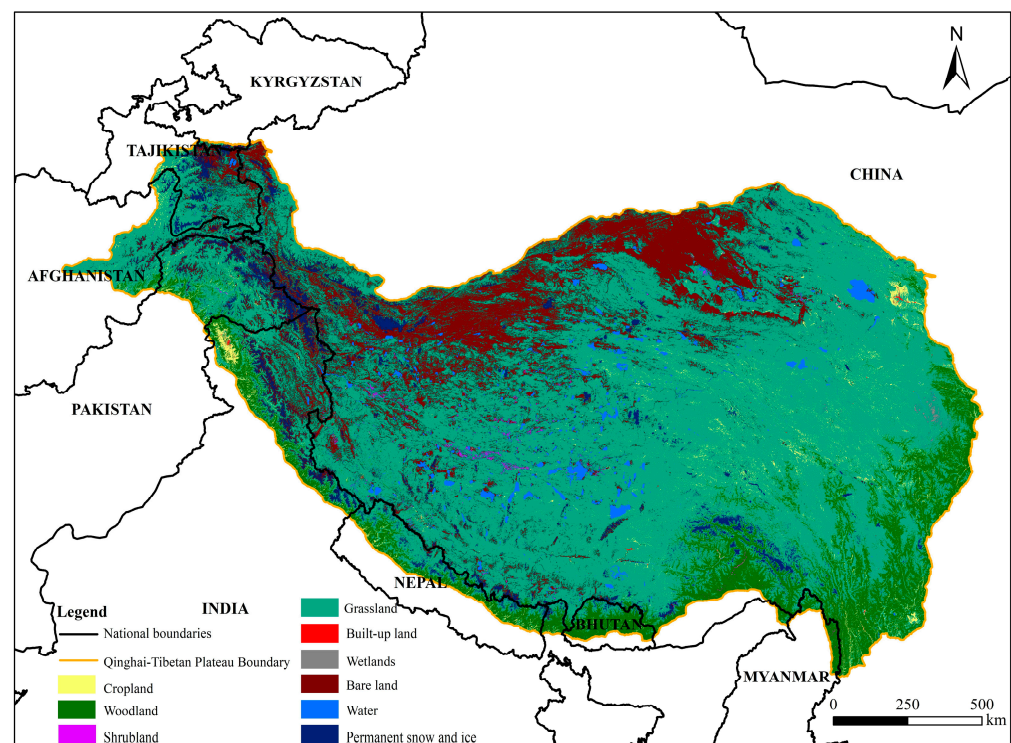 N
KYRGYZSTAN
TAJIKISTAN
CHINA
AFGHANISTAN
PAKISTAN
NEPAL
INDIA
BHUTAN
MYANMAR
Legend
National boundaries
Qinghai-Tibetan Plateau Boundary
Cropland
Woodland
Shrubland
Grassland
Built-up land
Wetlands
Bare land
Water
Permanent snow and ice
0 250 500
km